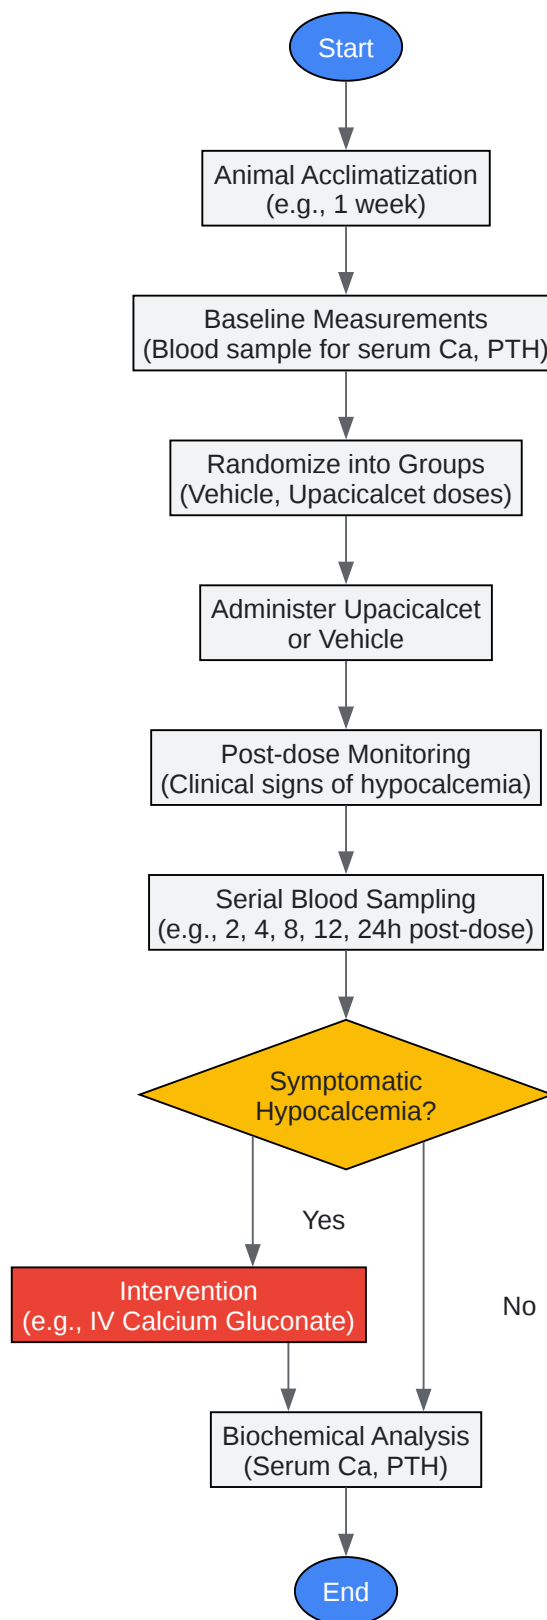 Start
Animal Acclimatization
(e.g., 1 week)
Baseline Measurements
(Blood sample for serum Ca, PTH)
Randomize into Groups
(Vehicle, Upacicalcet doses)
Administer Upacicalcet
or Vehicle
Post-dose Monitoring
(Clinical signs of hypocalcemia)
Serial Blood Sampling
(e.g., 2, 4, 8, 12, 24h post-dose)
Symptomatic
Hypocalcemia?
Yes
Intervention
(e.g., IV Calcium Gluconate)
No
Biochemical Analysis
(Serum Ca, PTH)
End